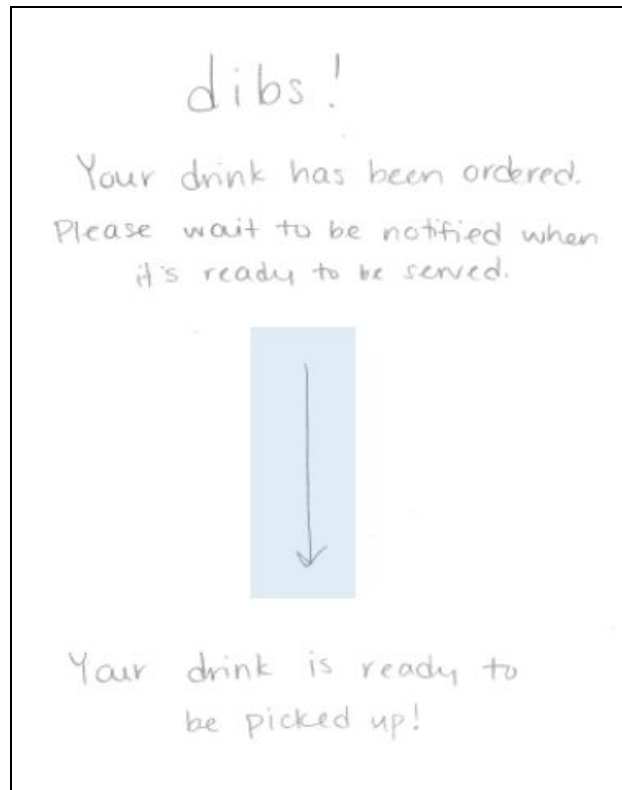 dibs!
Your drink has been ordered.
Please wait to be notified when
it's ready to be served.
Your drink is ready to
be picked up!